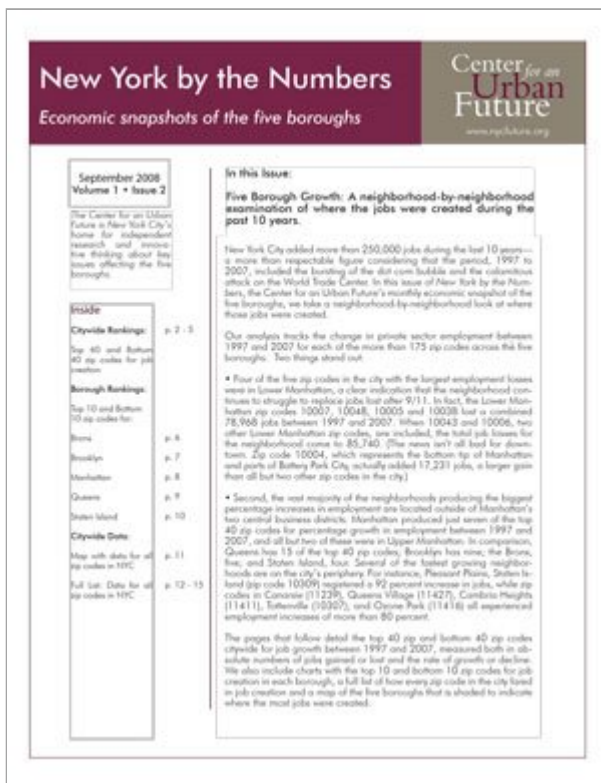 New York by the Numbers
Economic snapshots of the five boroughs
Center for an
Urban
Future
www.nycfuture.org
September 2008
Volume 1 • Issue 2
The Center for an Urban
Future is New York City's
home for independent
research and innova-
tive thinking about key
issues affecting the five
boroughs.
Inside
Citywide Rankings: p. 2 - 5
Top 40 and Bottom
40 zip codes for job
creation
Borough Rankings:
Top 10 and Bottom
10 zip codes for:
Bronx p. 6
Brooklyn p. 7
Manhattan p. 8
Queens p. 9
Staten Island p. 10
Citywide Data:
Map with data for all p. 11
zip codes in NYC
Full List: Data for all p. 12 - 15
zip codes in NYC
In this Issue:
Five Borough Growth: A neighborhood-by-neighborhood
examination of where the jobs were created during the
past 10 years.
New York City added more than 250,000 jobs during the last 10 years—
a more than respectable figure considering that the period, 1997 to
2007, included the bursting of the dot com bubble and the calamitous
attack on the World Trade Center. In this issue of New York by the Num-
bers, the Center for an Urban Future's monthly economic snapshot of the
five boroughs, we take a neighborhood-by-neighborhood look at where
those jobs were created.
Our analysis tracks the change in private sector employment between
1997 and 2007 for each of the more than 175 zip codes across the five
boroughs. Two things stand out:
• Four of the five zip codes in the city with the largest employment losses
were in Lower Manhattan, a clear indication that the neighborhood con-
tinues to struggle to replace jobs lost after 9/11. In fact, the Lower Man-
hattan zip codes 10007, 10048, 10005 and 10038 lost a combined
78,968 jobs between 1997 and 2007. When 10043 and 10006, two
other Lower Manhattan zip codes, are included, the total job losses for
the neighborhood come to 85,740. (The news isn't all bad for down-
town. Zip code 10004, which represents the bottom tip of Manhattan
and parts of Battery Park City, actually added 17,231 jobs, a larger gain
than all but two other zip codes in the city.)
• Second, the vast majority of the neighborhoods producing the biggest
percentage increases in employment are located outside of Manhattan's
two central business districts. Manhattan produced just seven of the top
40 zip codes for percentage growth in employment between 1997 and
2007, and all but two of these were in Upper Manhattan. In comparison,
Queens has 15 of the top 40 zip codes; Brooklyn has nine; the Bronx,
five; and Staten Island, four. Several of the fastest growing neighbor-
hoods are on the city's periphery. For instance, Pleasant Plains, Staten Is-
land (zip code 10309) registered a 92 percent increase in jobs, while zip
codes in Canarsie (11239), Queens Village (11427), Cambria Heights
(11411), Tottenville (10307), and Ozone Park (11416) all experienced
employment increases of more than 80 percent.
The pages that follow detail the top 40 zip and bottom 40 zip codes
citywide for job growth between 1997 and 2007, measured both in ab-
solute numbers of jobs gained or lost and the rate of growth or decline.
We also include charts with the top 10 and bottom 10 zip codes for job
creation in each borough, a full list of how every zip code in the city fared
in job creation and a map of the five boroughs that is shaded to indicate
where the most jobs were created.